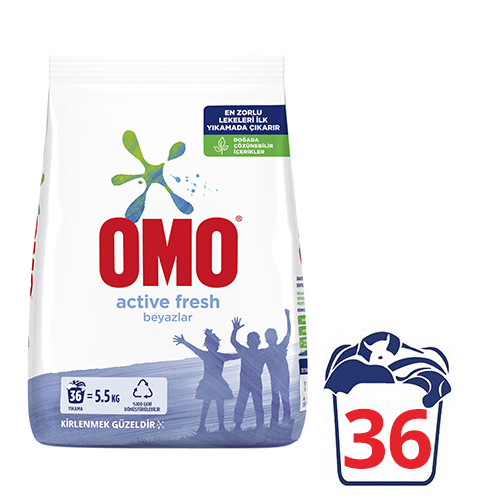 EN ZORLU
LEKELERİ İLK
YIKAMADA ÇIKARIR
DOĞADA
ÇÖZÜNEBİLİR
İÇERİKLER
OMO®
active fresh
beyazlar
36 = 5.5 KG
YIKAMA
%100 GERİ
DÖNÜŞTÜRÜLEBİLİR
KİRLENMEK GÜZELDİR
36